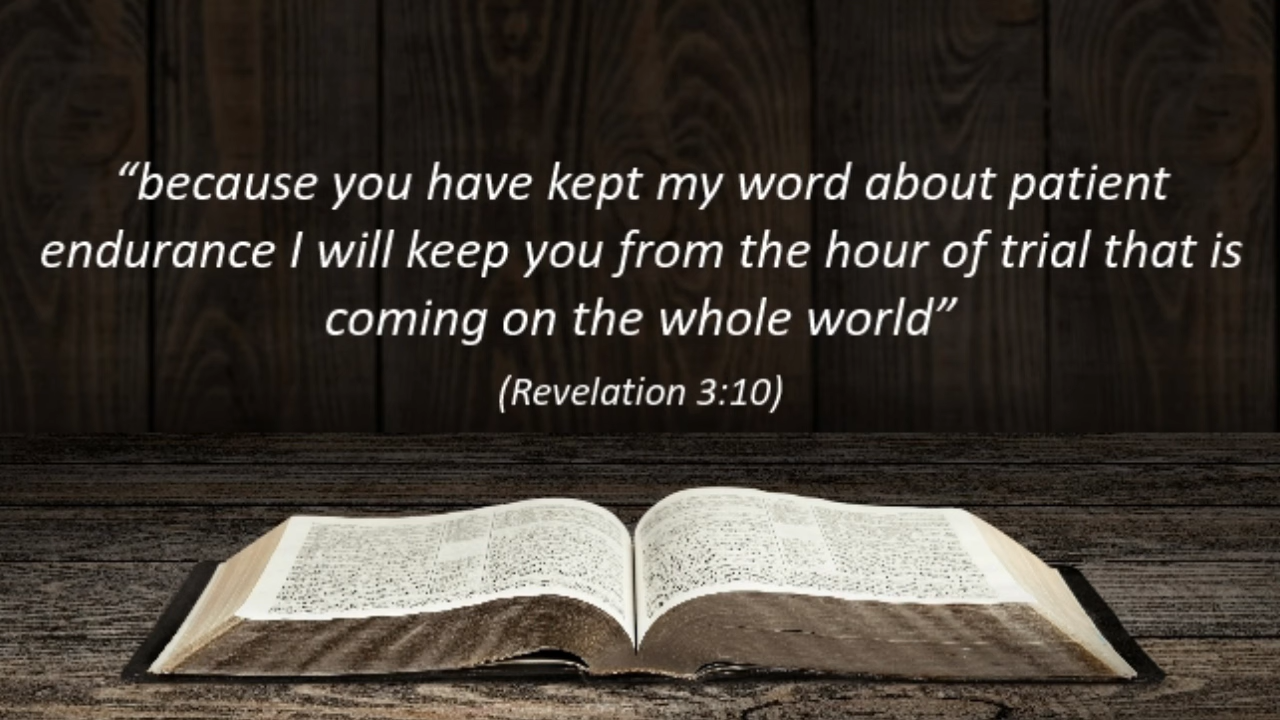 “because you have kept my word about patient
endurance I will keep you from the hour of trial that is
coming on the whole world”
(Revelation 3:10)